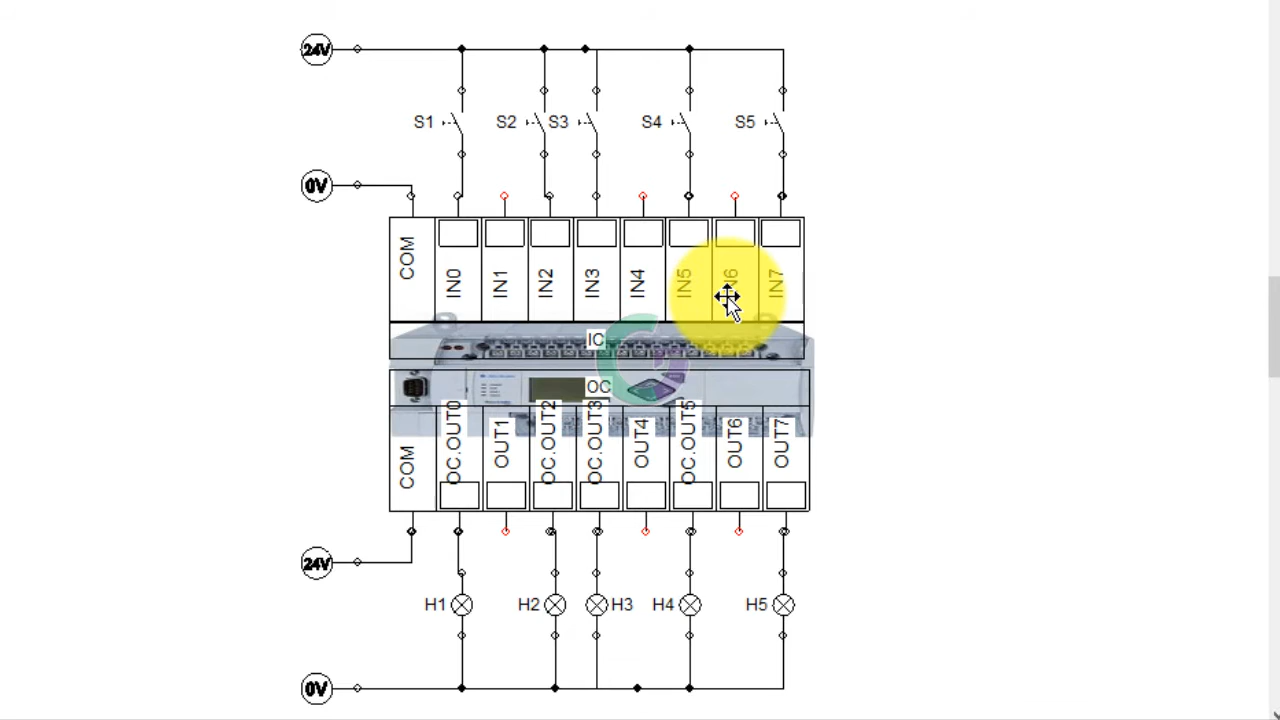 24V
S1 S2 S3 S4 S5
0V
COM IN0 IN1 IN2 IN3 IN4 IN5 IN6 IN7
IC
OC
COM OC.OUT0 OUT1 OC.OUT2 OC.OUT3 OUT4 OC.OUT5 OUT6 OUT7
24V
H1 H2 H3 H4 H5
0V